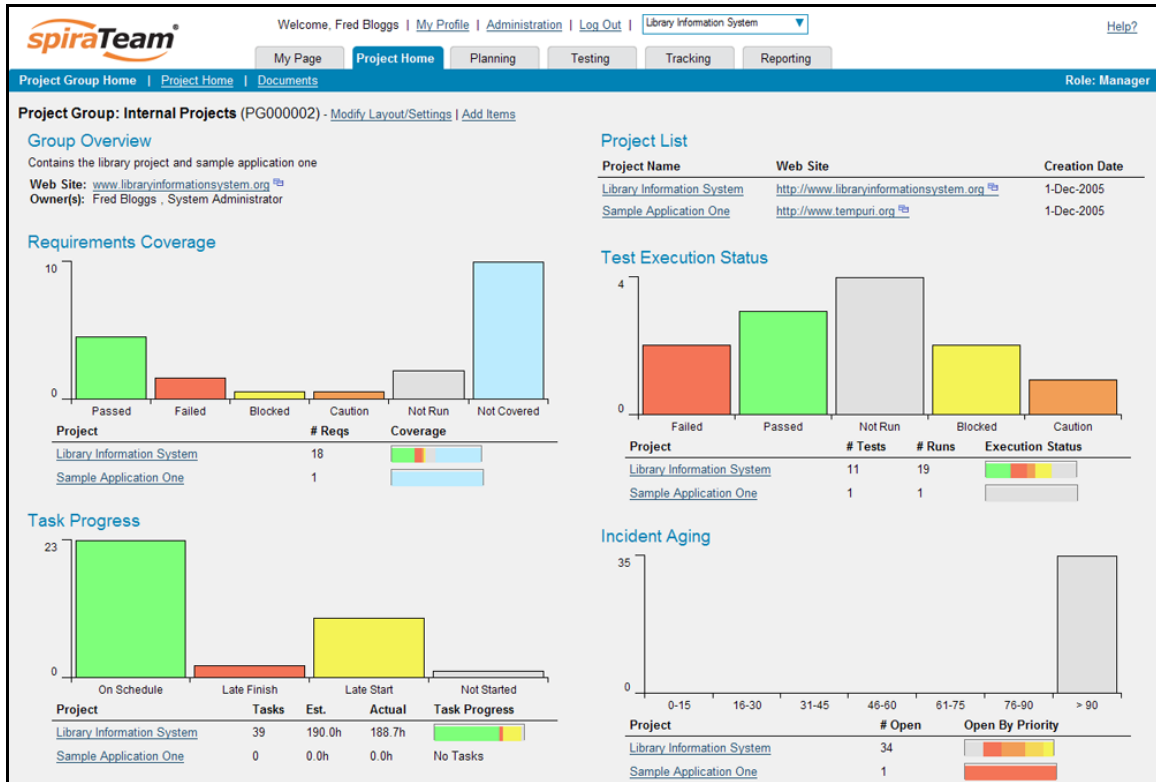 spiraTeam®
Welcome, Fred Bloggs | My Profile | Administration | Log Out | Library Information System
Help?
My Page Project Home Planning Testing Tracking Reporting
Project Group Home | Project Home | Documents Role: Manager
Project Group: Internal Projects (PG000002) - Modify Layout/Settings | Add Items
Group Overview
Contains the library project and sample application one
Web Site: www.libraryinformationsystem.org
Owner(s): Fred Bloggs , System Administrator
Project List
Project Name Web Site Creation Date
Library Information System http://www.libraryinformationsystem.org 1-Dec-2005
Sample Application One http://www.tempuri.org 1-Dec-2005
Requirements Coverage
10
0
Passed Failed Blocked Caution Not Run Not Covered
Project # Reqs Coverage
Library Information System 18
Sample Application One 1
Test Execution Status
4
0
Failed Passed Not Run Blocked Caution
Project # Tests # Runs Execution Status
Library Information System 11 19
Sample Application One 1 1
Task Progress
23
0
On Schedule Late Finish Late Start Not Started
Project Tasks Est. Actual Task Progress
Library Information System 39 190.0h 188.7h
Sample Application One 0 0.0h 0.0h No Tasks
Incident Aging
35
0
0-15 16-30 31-45 46-60 61-75 76-90 > 90
Project # Open Open By Priority
Library Information System 34
Sample Application One 1